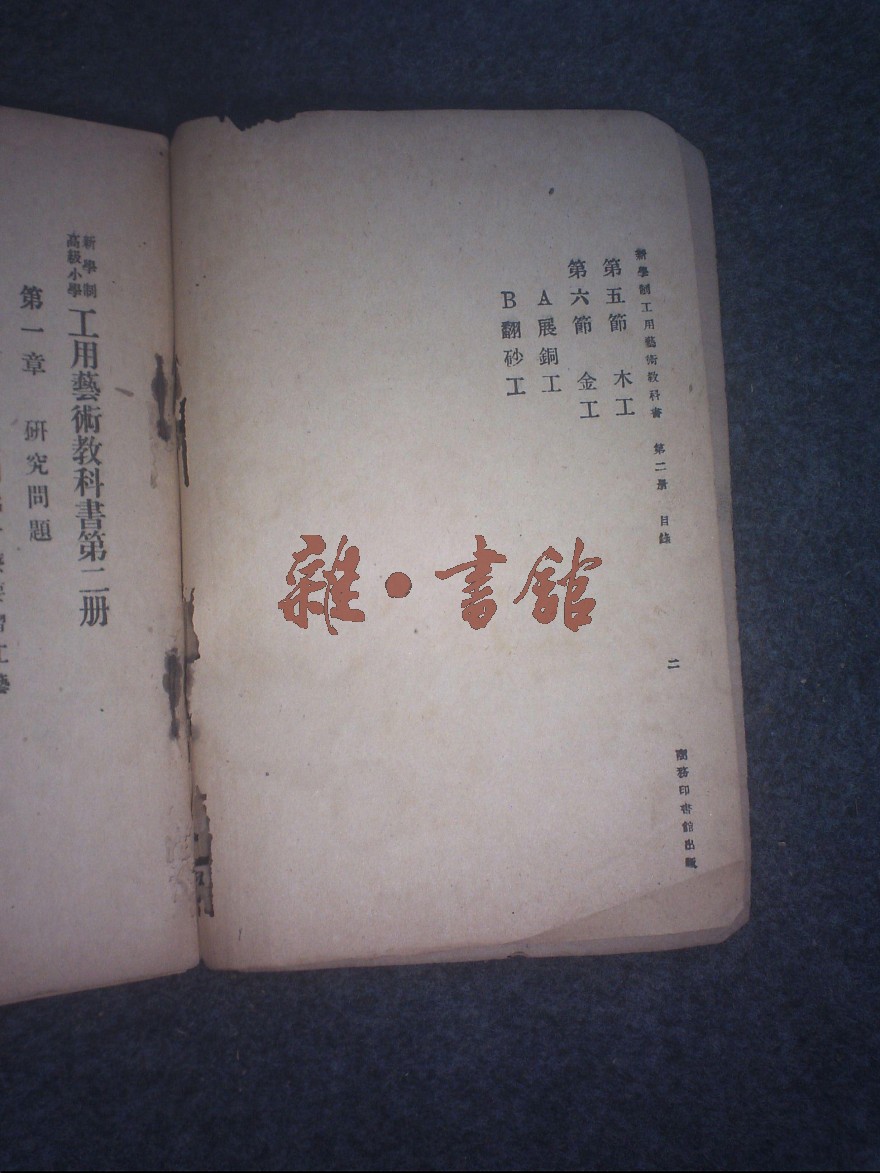 新學制工用藝術教科書 第二册 目錄 二 商務印書館出版
第五節 木工
第六節 金工
A 展銅工
B 翻砂工
雜·書館
新學制
高級小學
工用藝術教科書第二册
第一章 研究問題